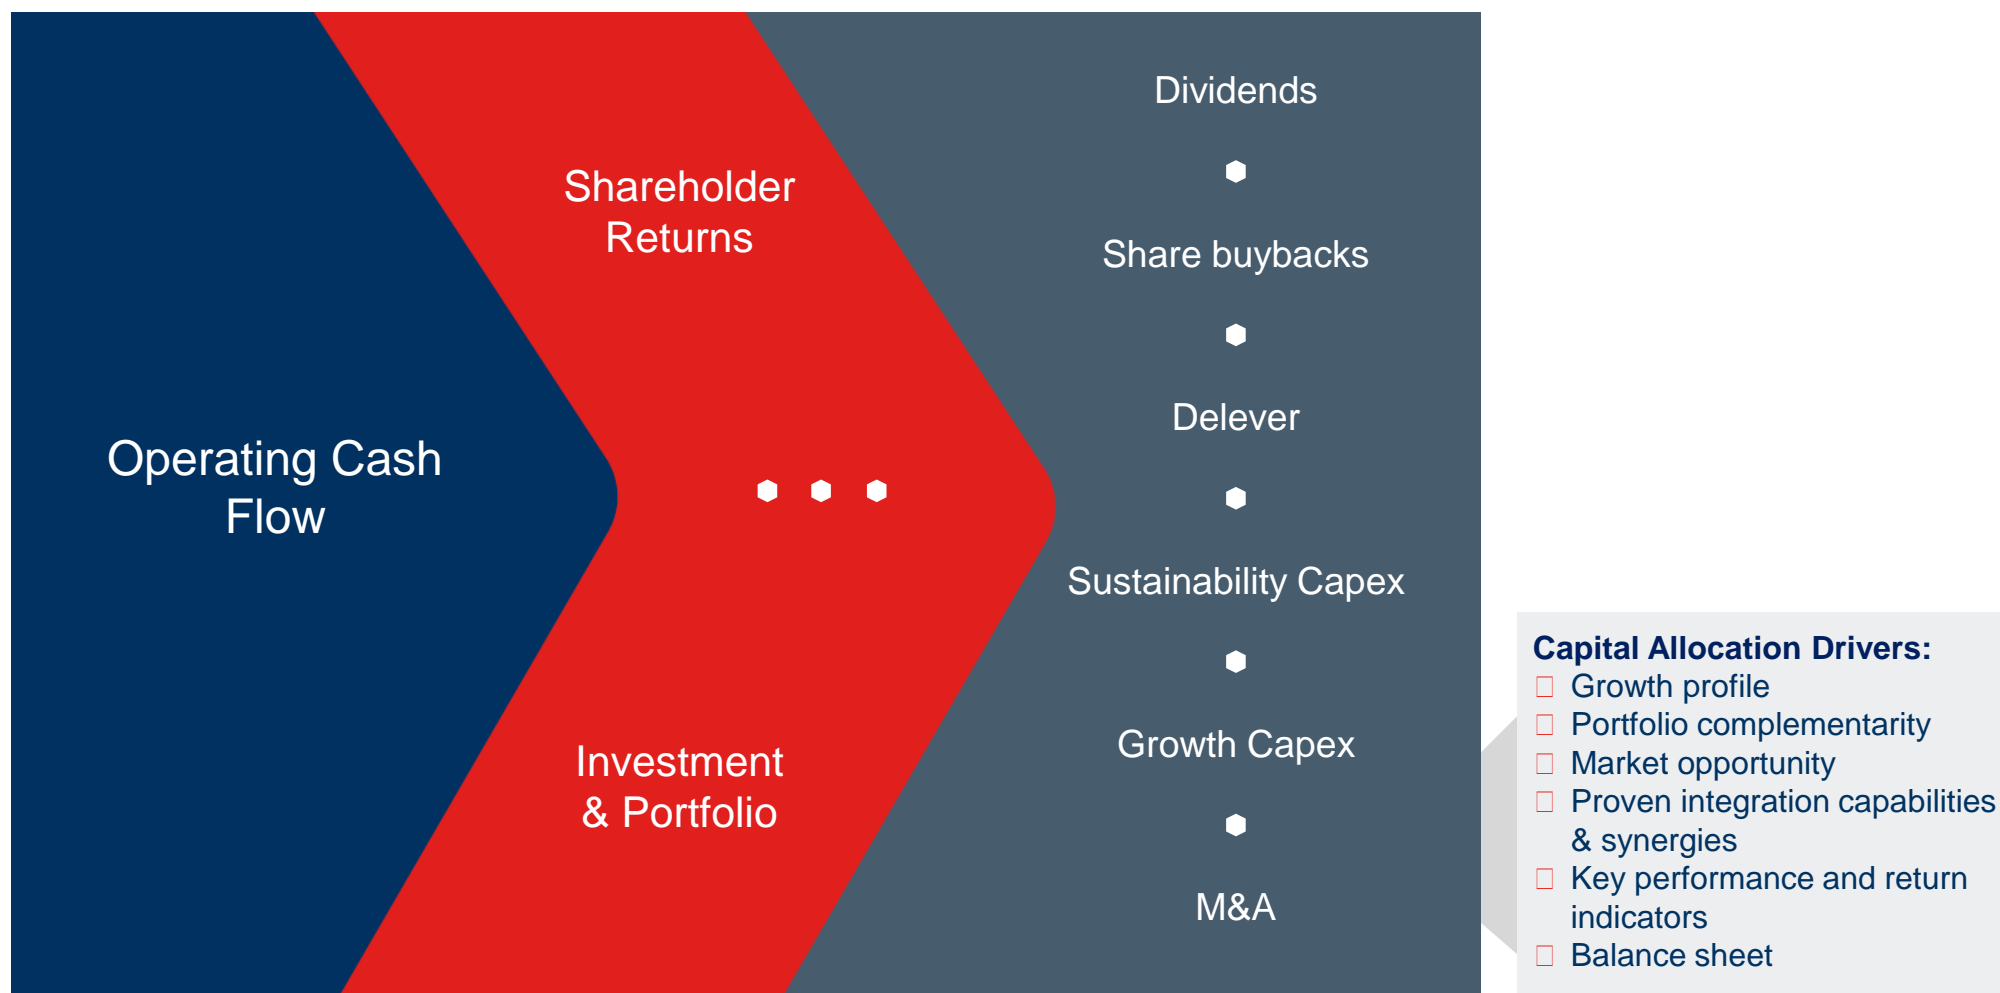 Operating Cash
Flow
Shareholder
Returns
Investment
& Portfolio
Dividends
Share buybacks
Delever
Sustainability Capex
Growth Capex
M&A
Capital Allocation Drivers:
Growth profile
Portfolio complementarity
Market opportunity
Proven integration capabilities
& synergies
Key performance and return
indicators
Balance sheet